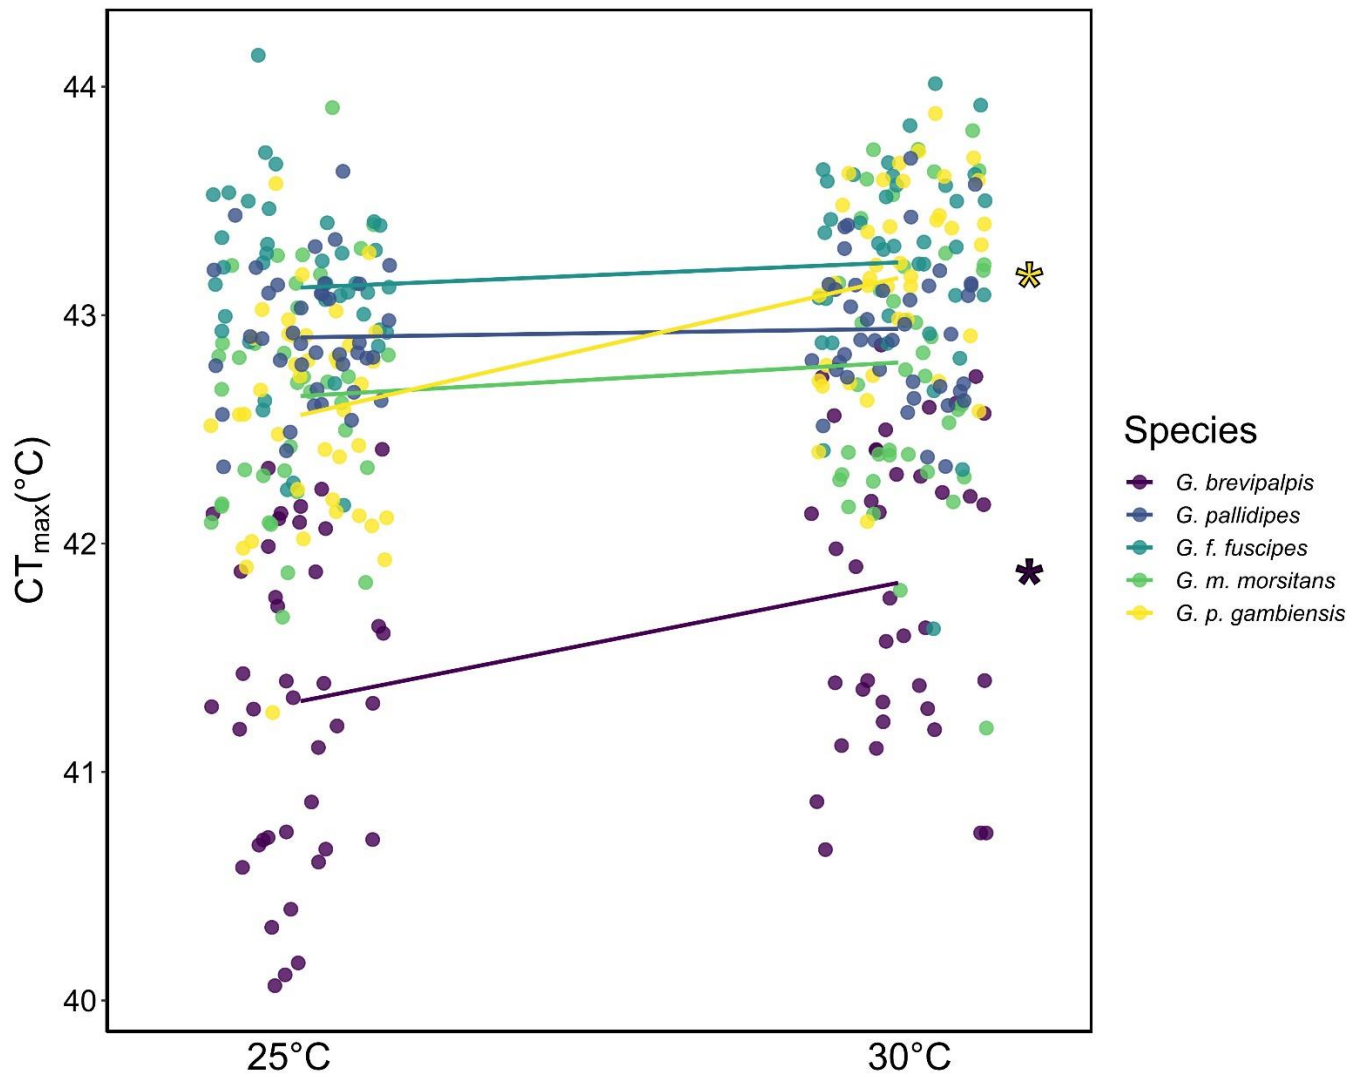 44
43
42
41
40
CTmax(°C)
25°C
30°C
*
*
Species
G. brevipalpis
G. pallidipes
G. f. fuscipes
G. m. morsitans
G. p. gambiensis